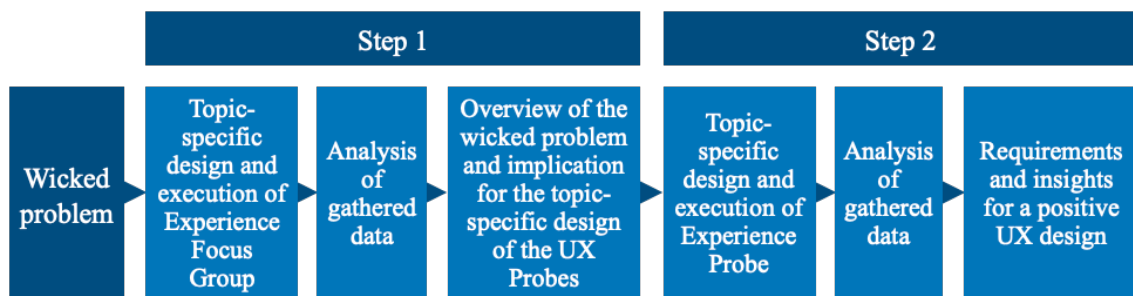 Step 1
Step 2
Wicked
problem
Topic-
specific
design and
execution of
Experience
Focus
Group
Analysis
of
gathered
data
Overview of the
wicked problem
and implication
for the topic-
specific design
of the UX
Probes
Topic-
specific
design and
execution of
Experience
Probe
Analysis
of
gathered
data
Requirements
and insights
for a positive
UX design